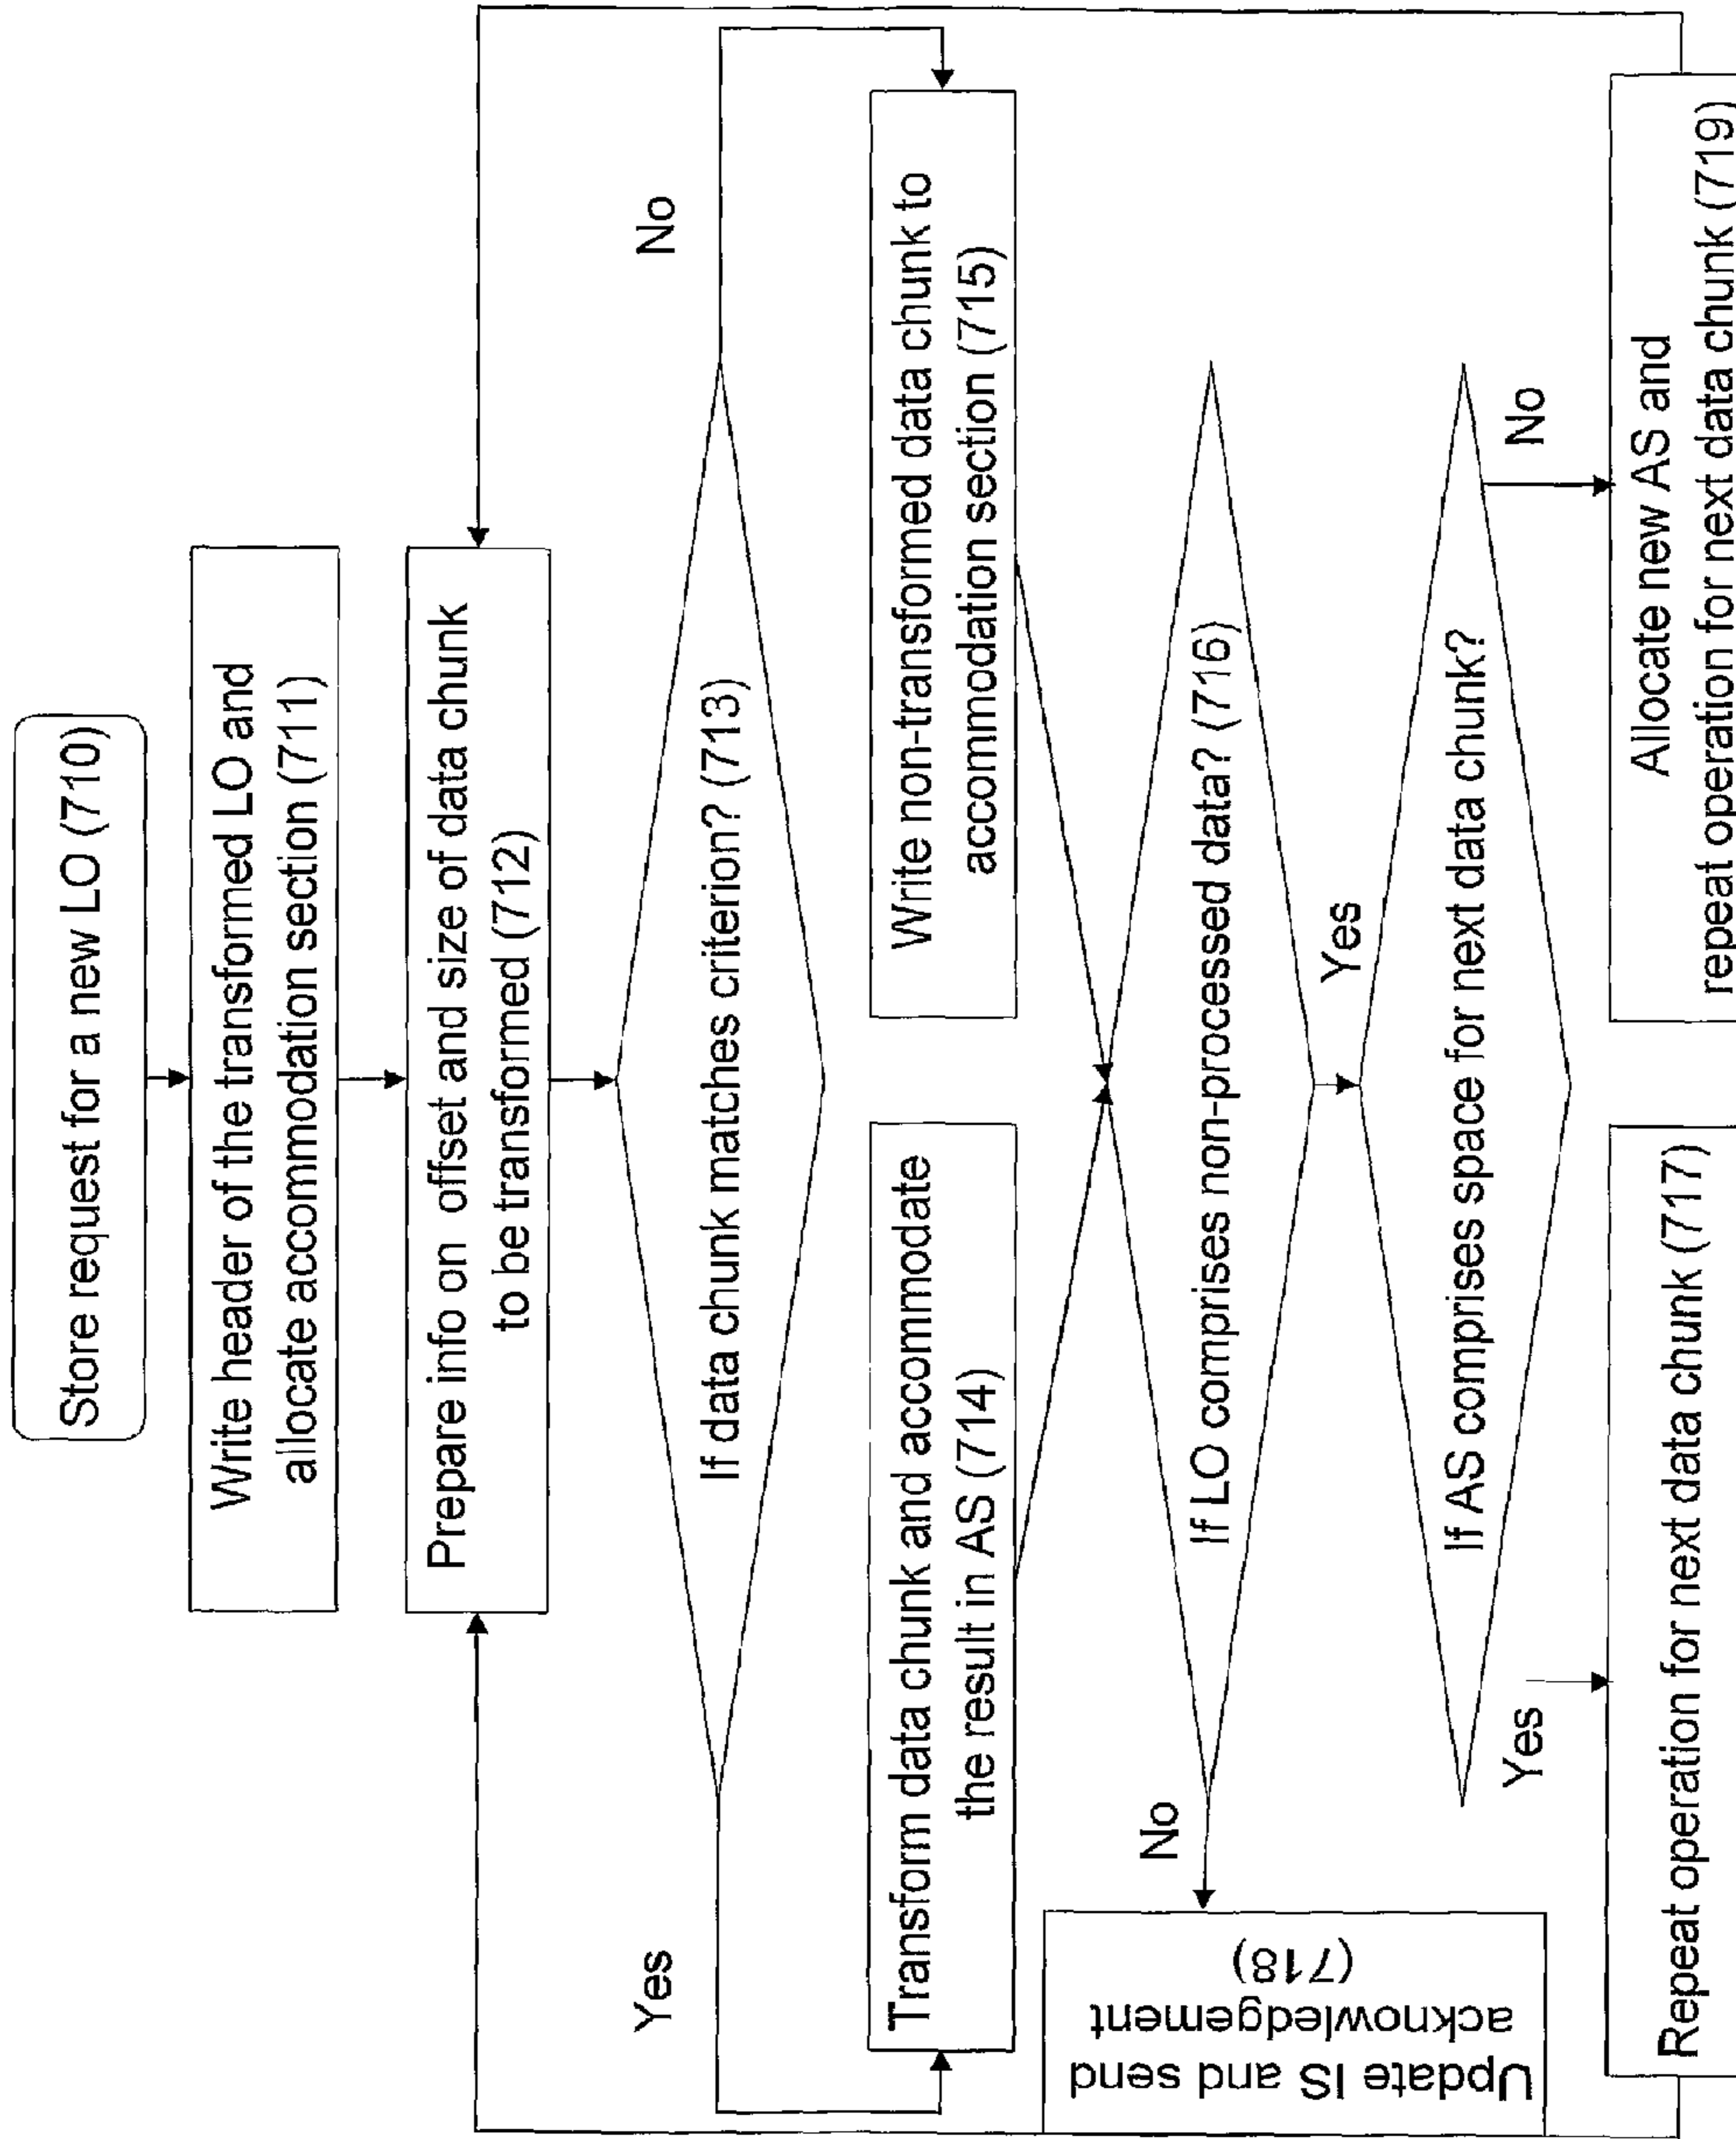 Store request for a new LO (710)
Write header of the transformed LO and
allocate accommodation section (711)
Prepare info on offset and size of data chunk
to be transformed (712)
If data chunk matches criterion? (713)
Yes
No
Transform data chunk and accommodate
the result in AS (714)
Write non-transformed data chunk to
accommodation section (715)
If LO comprises non-processed data? (716)
No
Yes
Update IS and send
acknowledgement
(718)
If AS comprises space for next data chunk?
Yes
No
Repeat operation for next data chunk (717)
Allocate new AS and
repeat operation for next data chunk (719)